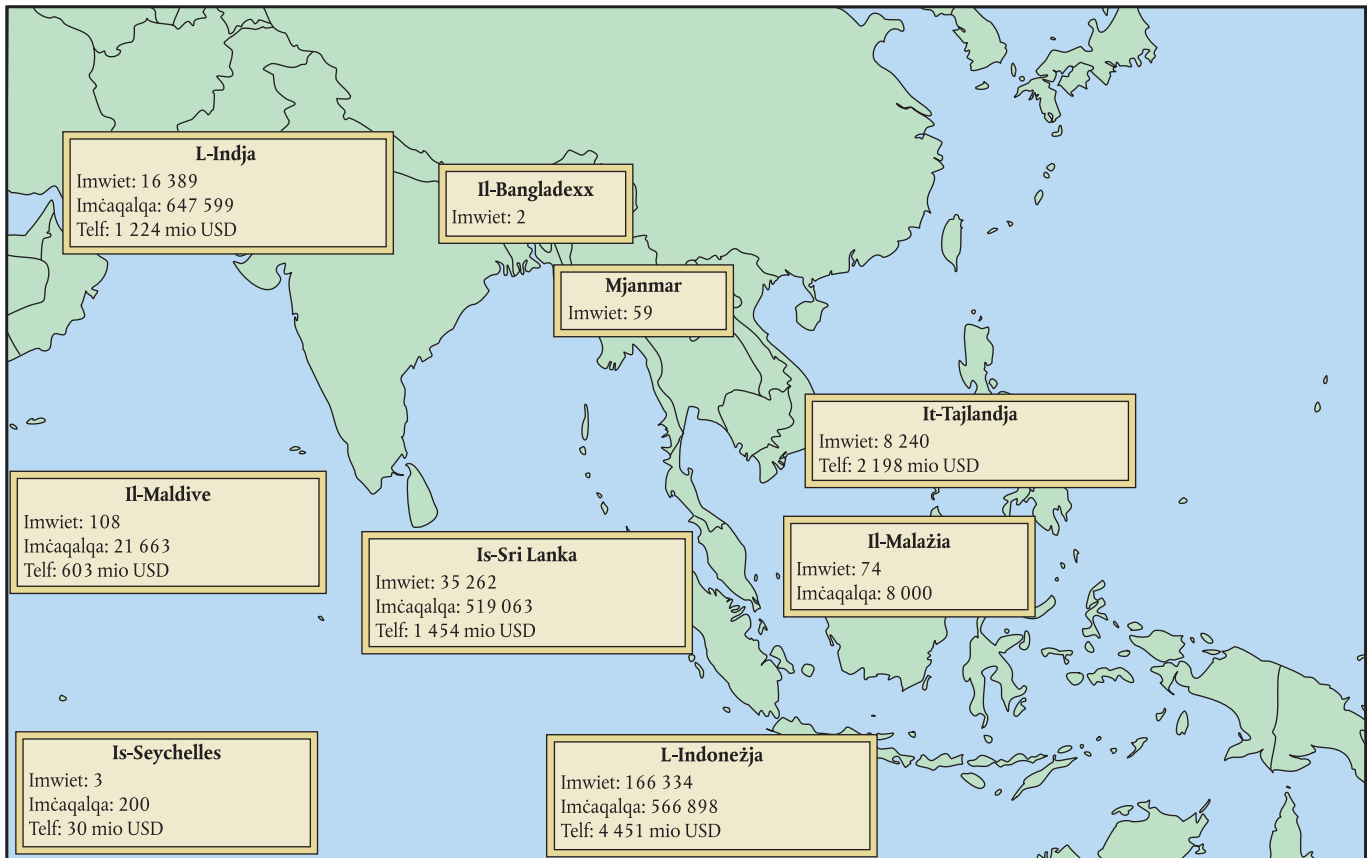 L-Indja
Imwiet: 16 389
Imċaqalqa: 647 599
Telf: 1 224 mio USD
Il-Bangladexx
Imwiet: 2
Mjanmar
Imwiet: 59
It-Tajlandja
Imwiet: 8 240
Telf: 2 198 mio USD
Il-Maldive
Imwiet: 108
Imċaqalqa: 21 663
Telf: 603 mio USD
Is-Sri Lanka
Imwiet: 35 262
Imċaqalqa: 519 063
Telf: 1 454 mio USD
Il-Malażia
Imwiet: 74
Imċaqalqa: 8 000
Is-Seychelles
Imwiet: 3
Imċaqalqa: 200
Telf: 30 mio USD
L-Indoneżja
Imwiet: 166 334
Imċaqalqa: 566 898
Telf: 4 451 mio USD